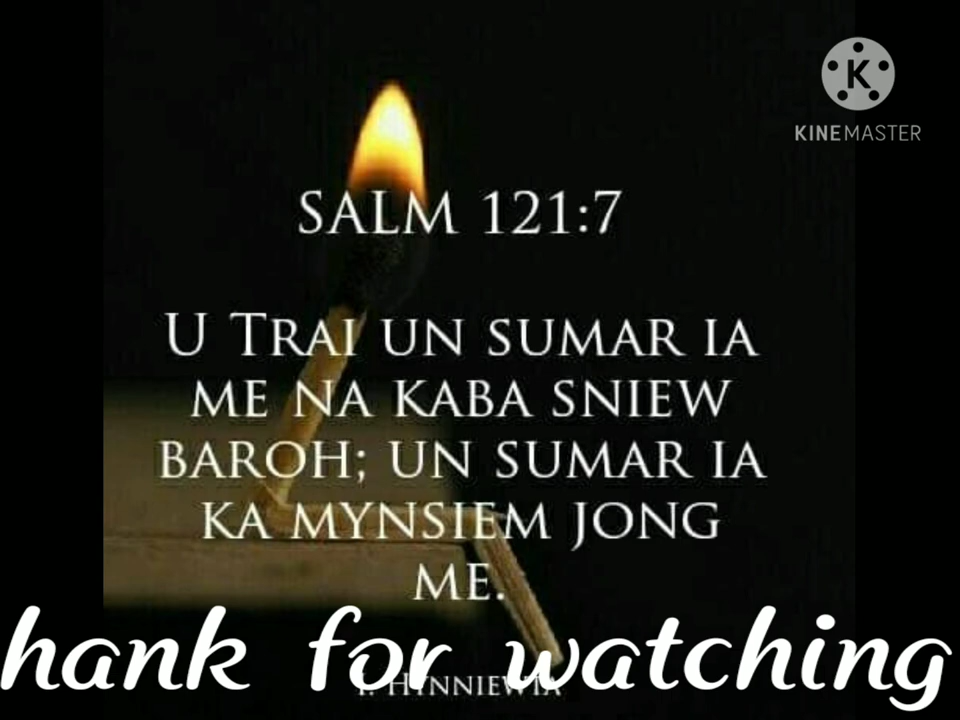 KINEMASTER
SALM 121:7
U TRAI UN SUMAR IA
ME NA KABA SNIEW
BAROH; UN SUMAR IA
KA MYNSIEM JONG
ME.
hank for watching
HYNNIEWTA